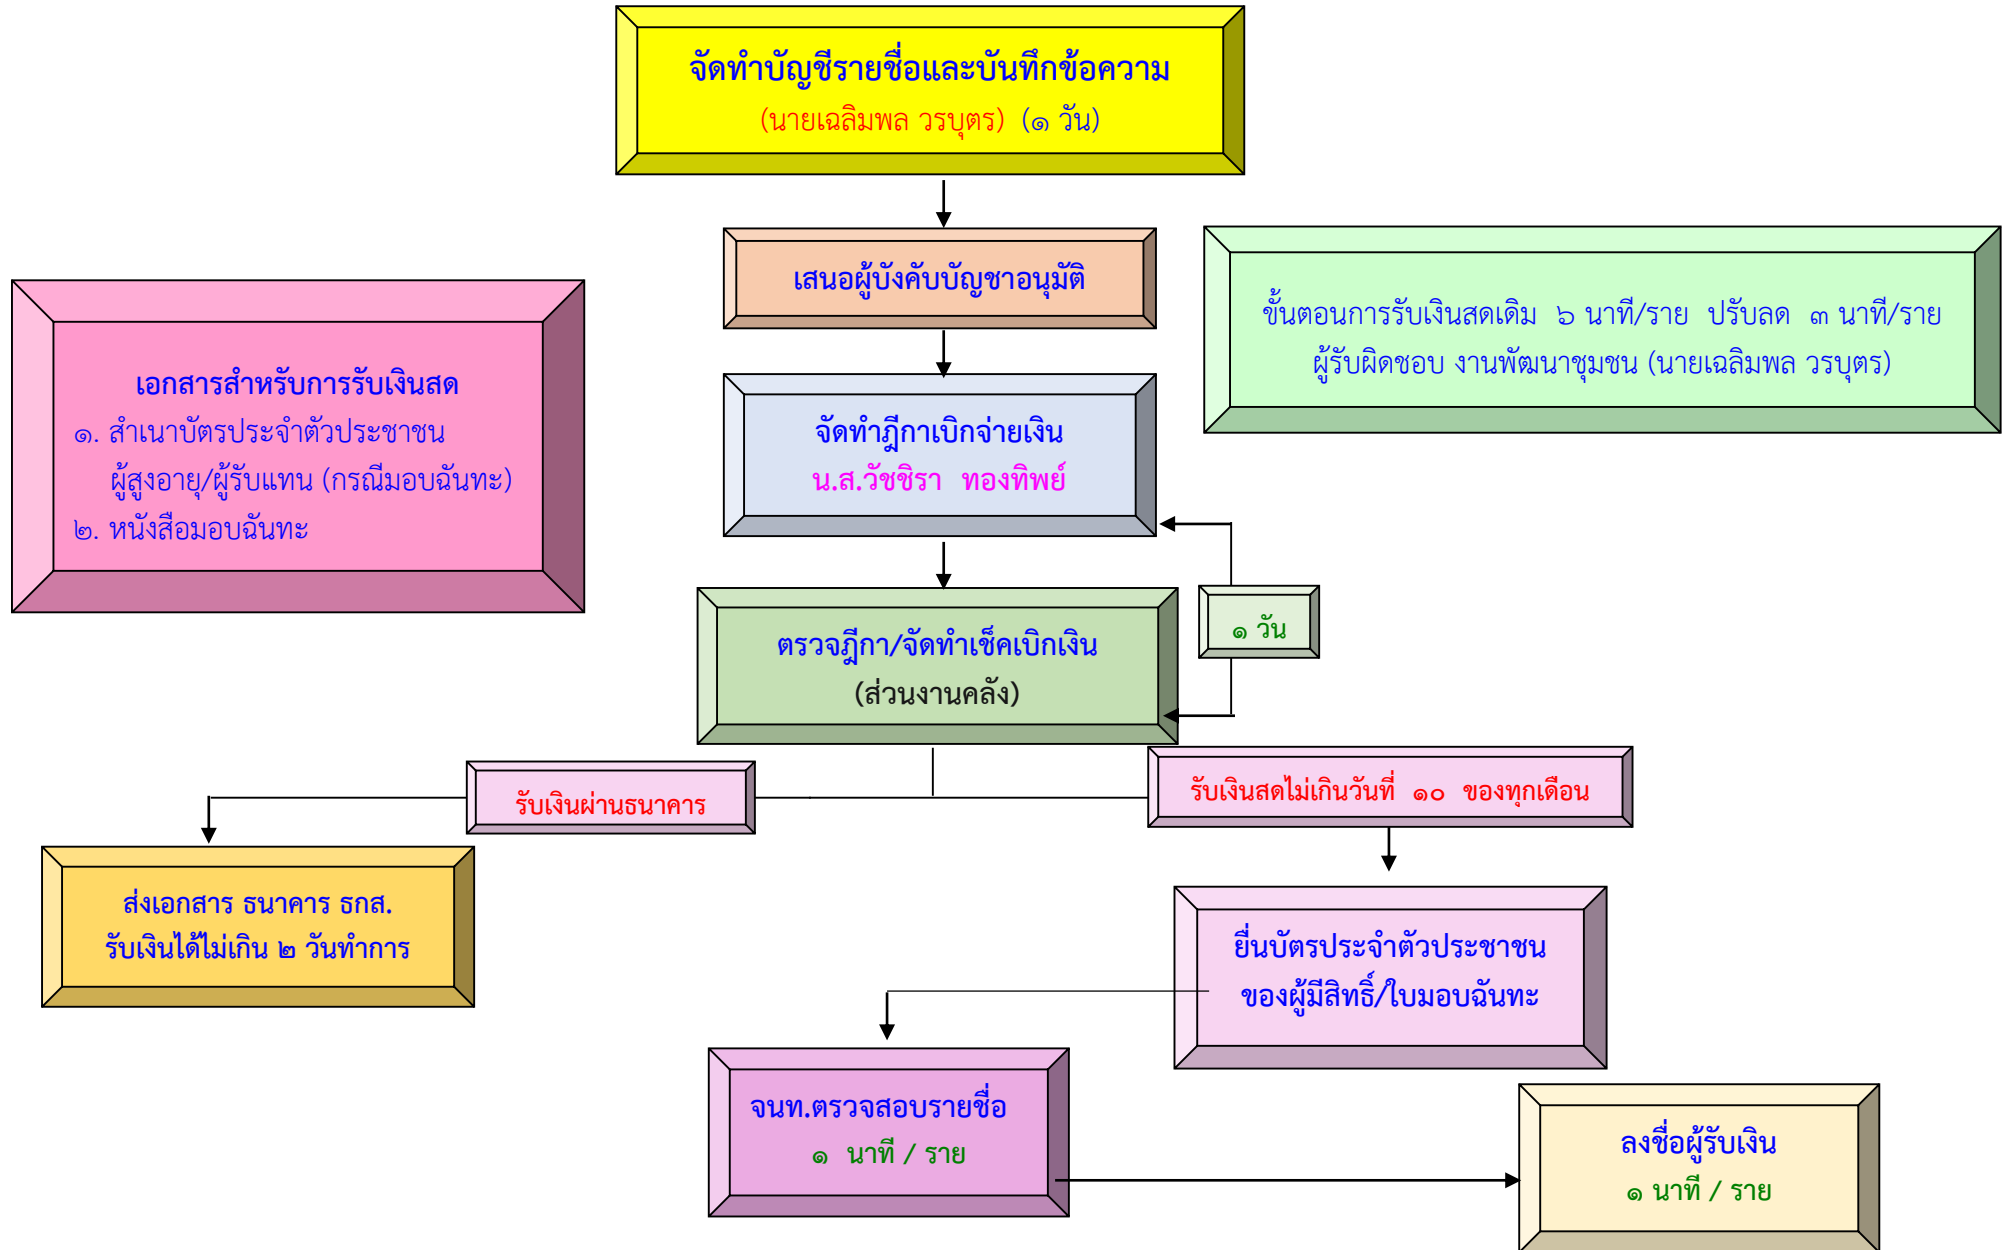 จัดทำบัญชีรายชื่อและบันทึกข้อความ
(นายเฉลิมพล วรบุตร) (๑ วัน)
เสนอผู้บังคับบัญชาอนุมัติ
ขั้นตอนการรับเงินสดเดิม ๖ นาที/ราย ปรับลด ๓ นาที/ราย
ผู้รับผิดชอบ งานพัฒนาชุมชน (นายเฉลิมพล วรบุตร)
เอกสารสำหรับการรับเงินสด
๑. สำเนาบัตรประจำตัวประชาชน
ผู้สูงอายุ/ผู้รับแทน (กรณีมอบฉันทะ)
๒. หนังสือมอบฉันทะ
จัดทำฎีกาเบิกจ่ายเงิน
น.ส.วัชชิรา ทองทิพย์
๑ วัน
ตรวจฎีกา/จัดทำเช็คเบิกเงิน
(ส่วนงานคลัง)
รับเงินผ่านธนาคาร
รับเงินสดไม่เกินวันที่ ๑๐ ของทุกเดือน
ส่งเอกสาร ธนาคาร ธกส.
รับเงินได้ไม่เกิน ๒ วันทำการ
ยื่นบัตรประจำตัวประชาชน
ของผู้มีสิทธิ์/ใบมอบฉันทะ
จนท.ตรวจสอบรายชื่อ
๑ นาที / ราย
ลงชื่อผู้รับเงิน
๑ นาที / ราย